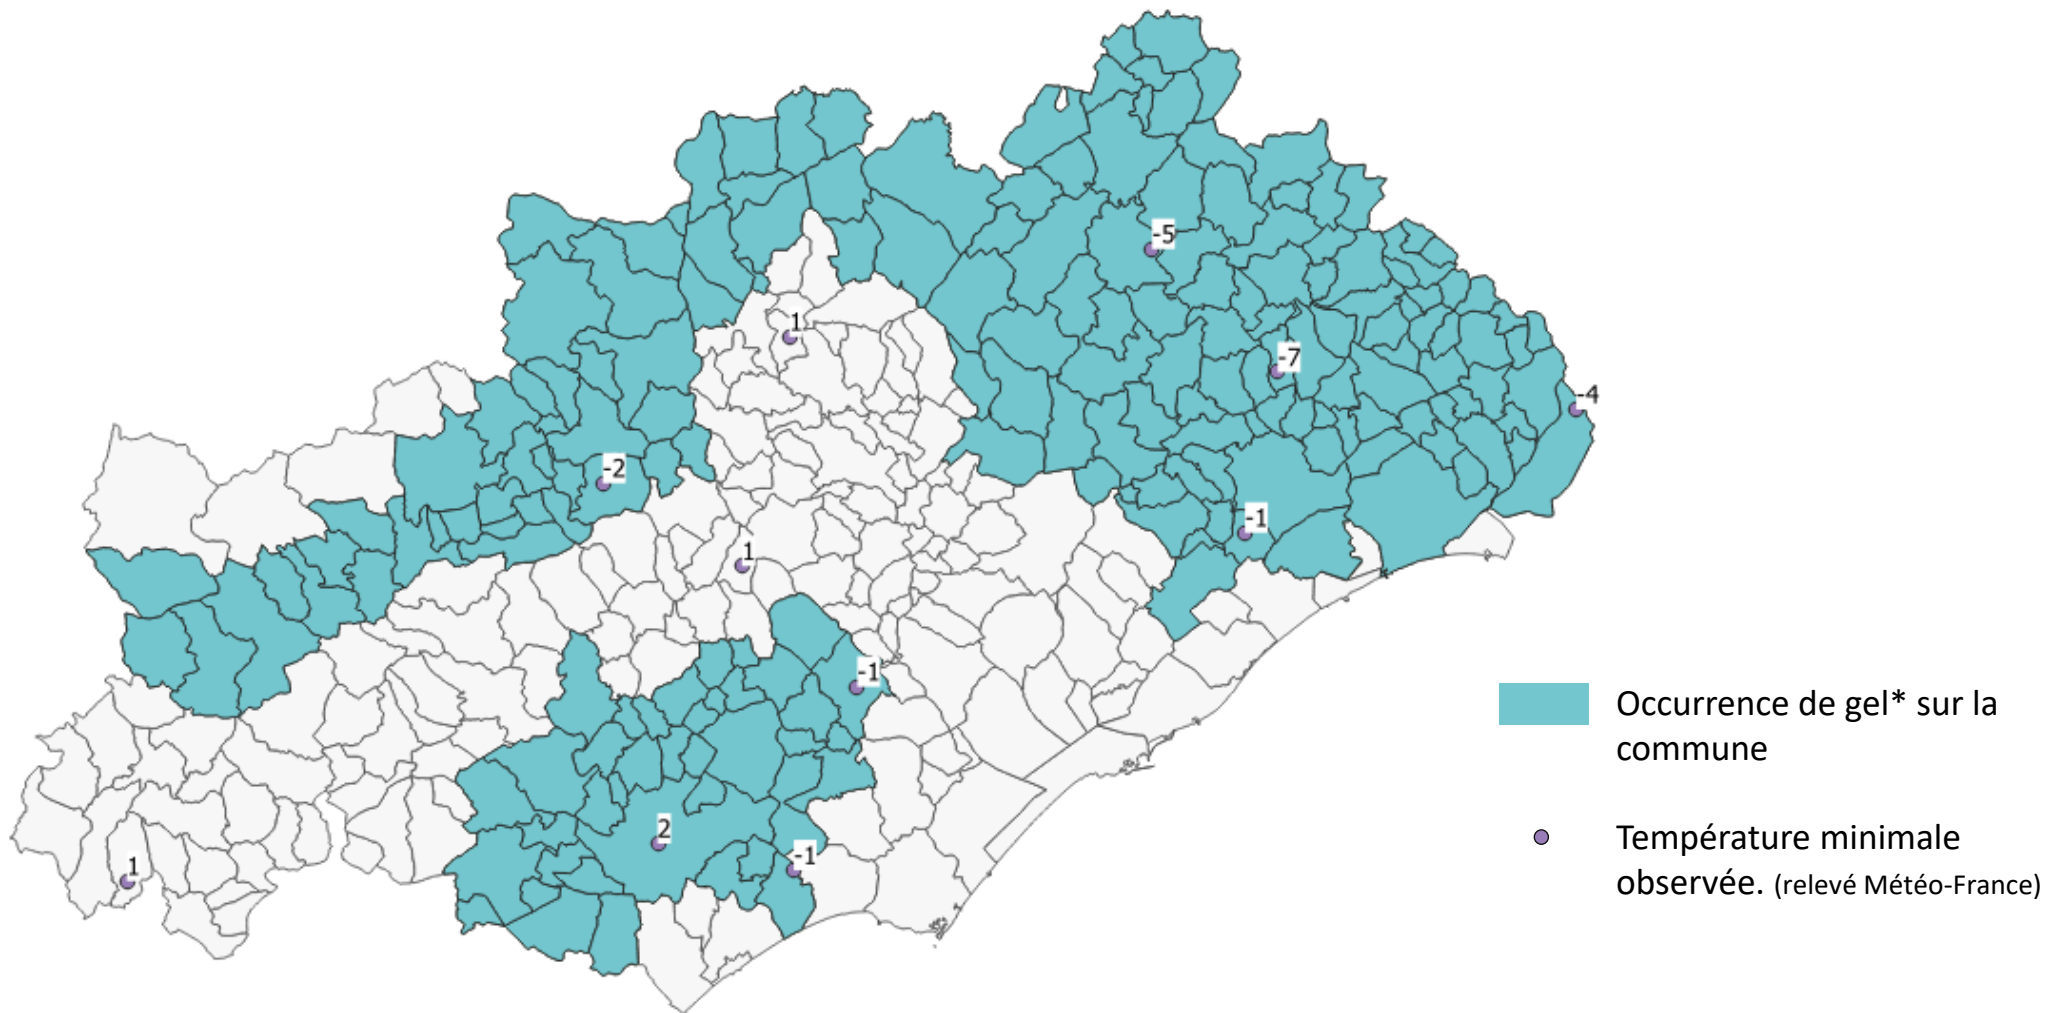 -5
1
-7
-4
-2
-1
1
-1
2
-1
1
Occurrence de gel* sur la
commune
Température minimale
observée. (relevé Météo-France)